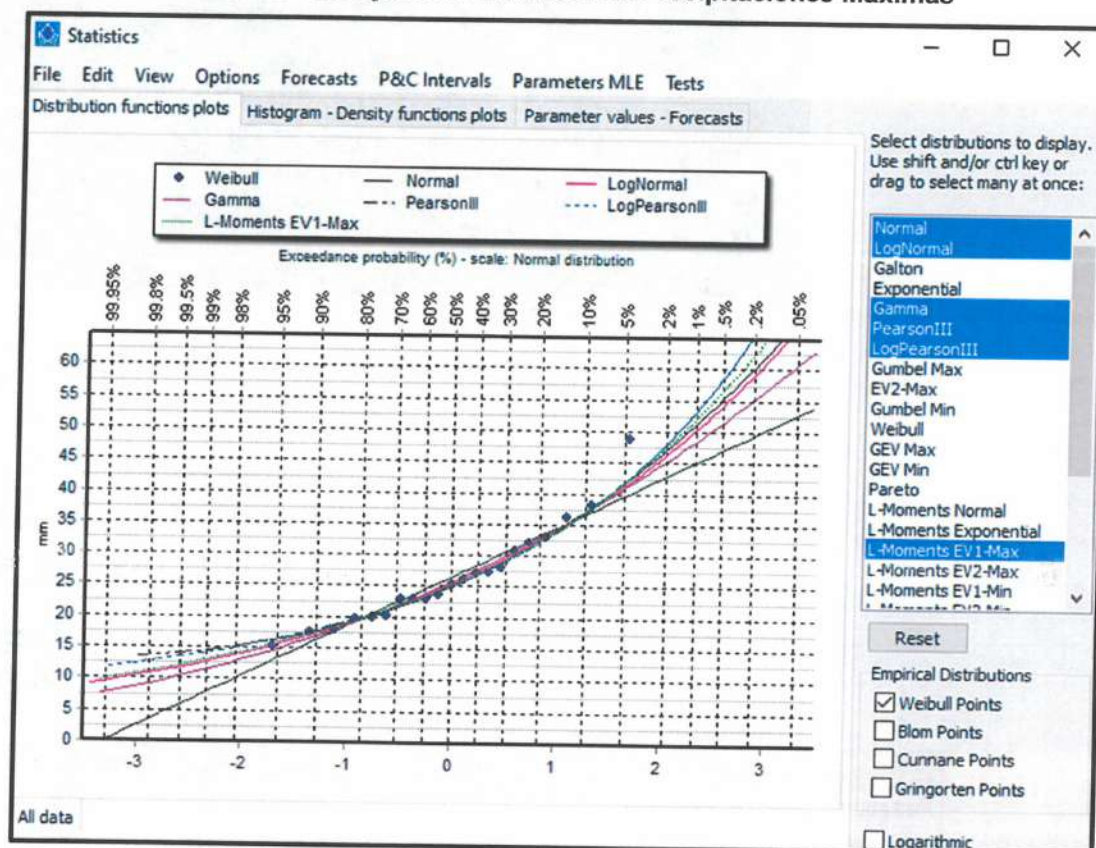 Máximas
Statistics
File Edit View Options Forecasts P&C Intervals Parameters MLE Tests
Distribution functions plots Histogram - Density functions plots Parameter values - Forecasts
Select distributions to display.
Use shift and/or ctrl key or
drag to select many at once:
Weibull Normal LogNormal
Gamma PearsonIII LogPearsonIII
L-Moments EV1-Max
Exceedance probability (%) - scale: Normal distribution
99.95% 99.8% 99.5% 99% 98% 95% 90% 80% 70% 60% 50% 40% 30% 20% 10% 5% 2% 1% .5% .2% .05%
60
55
50
45
40
35
30
25
20
15
10
5
0
mm
-3 -2 -1 0 1 2 3
All data
Normal
LogNormal
Galton
Exponential
Gamma
PearsonIII
LogPearsonIII
Gumbel Max
EV2-Max
Gumbel Min
Weibull
GEV Max
GEV Min
Pareto
L-Moments Normal
L-Moments Exponential
L-Moments EV1-Max
L-Moments EV2-Max
L-Moments EV1-Min
Reset
Empirical Distributions
Weibull Points
Blom Points
Cunnane Points
Gringorten Points
Logarithmic